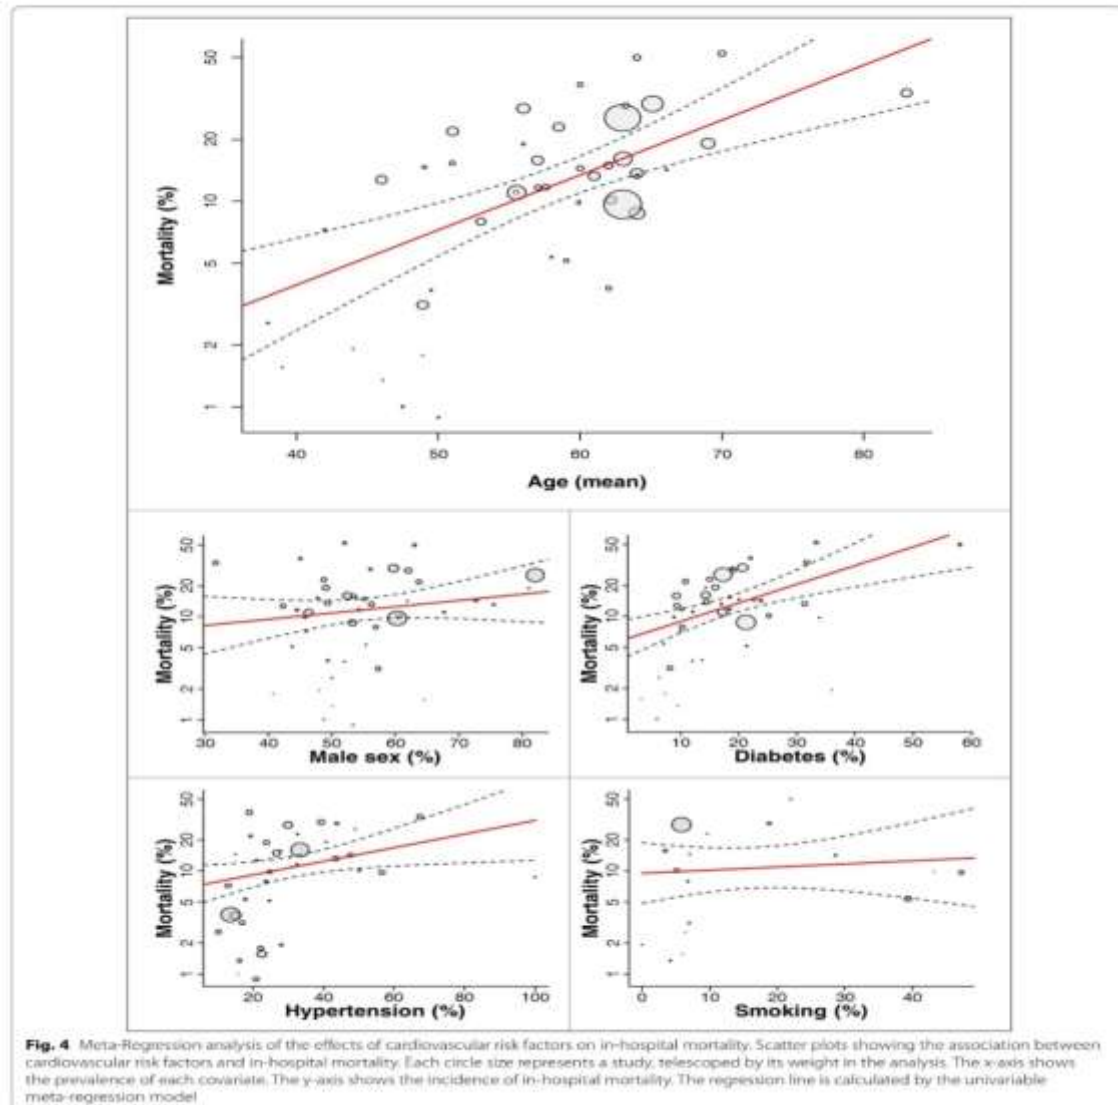 50
20
10
5
2
1
Mortality (%)
40 50 60 70 80
Age (mean)
50
20
10
5
2
1
Mortality (%)
30 40 50 60 70 80
Male sex (%)
50
20
10
5
2
1
Mortality (%)
10 20 30 40 50 60
Diabetes (%)
50
20
10
5
2
1
Mortality (%)
20 40 60 80 100
Hypertension (%)
50
20
10
5
2
1
Mortality (%)
0 10 20 30 40
Smoking (%)
Fig. 4 Meta-Regression analysis of the effects of cardiovascular risk factors on in-hospital mortality. Scatter plots showing the association between
cardiovascular risk factors and in-hospital mortality. Each circle size represents a study, telescoped by its weight in the analysis. The x-axis shows
the prevalence of each covariate. The y-axis shows the incidence of in-hospital mortality. The regression line is calculated by the univariable
meta-regression model